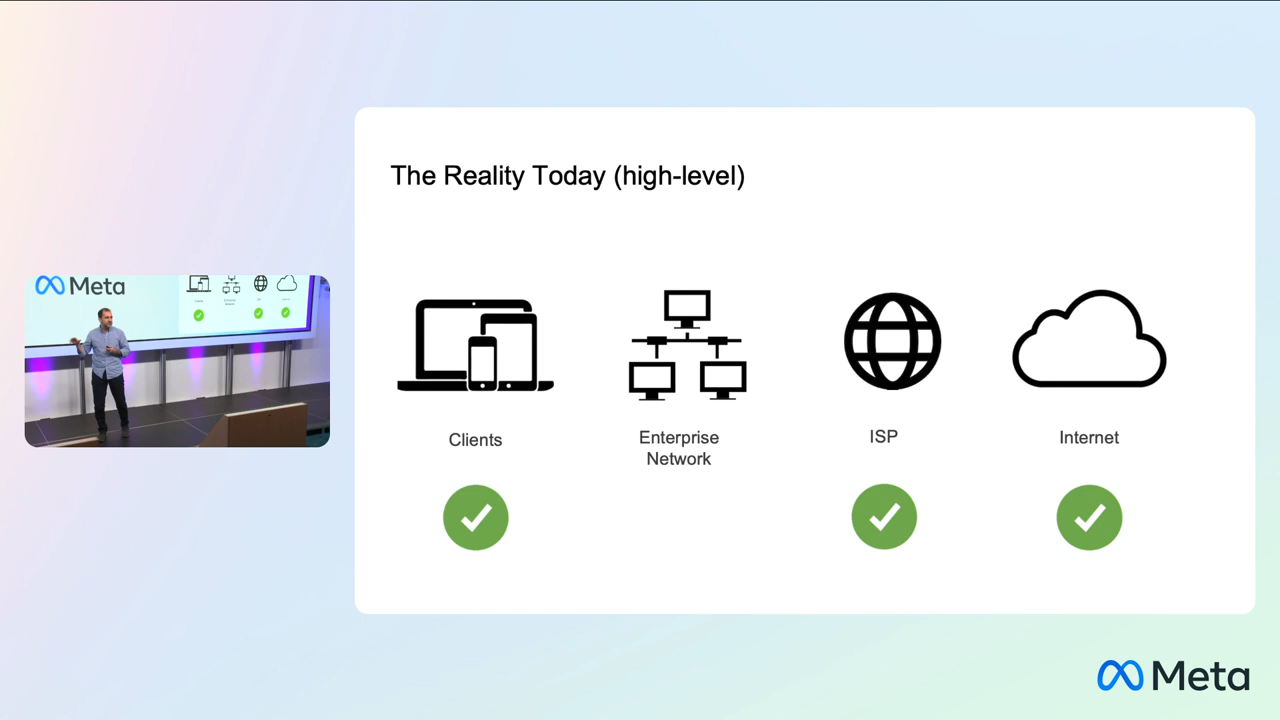 Meta
The Reality Today (high-level)
Clients
Enterprise
Network
ISP
Internet
Meta